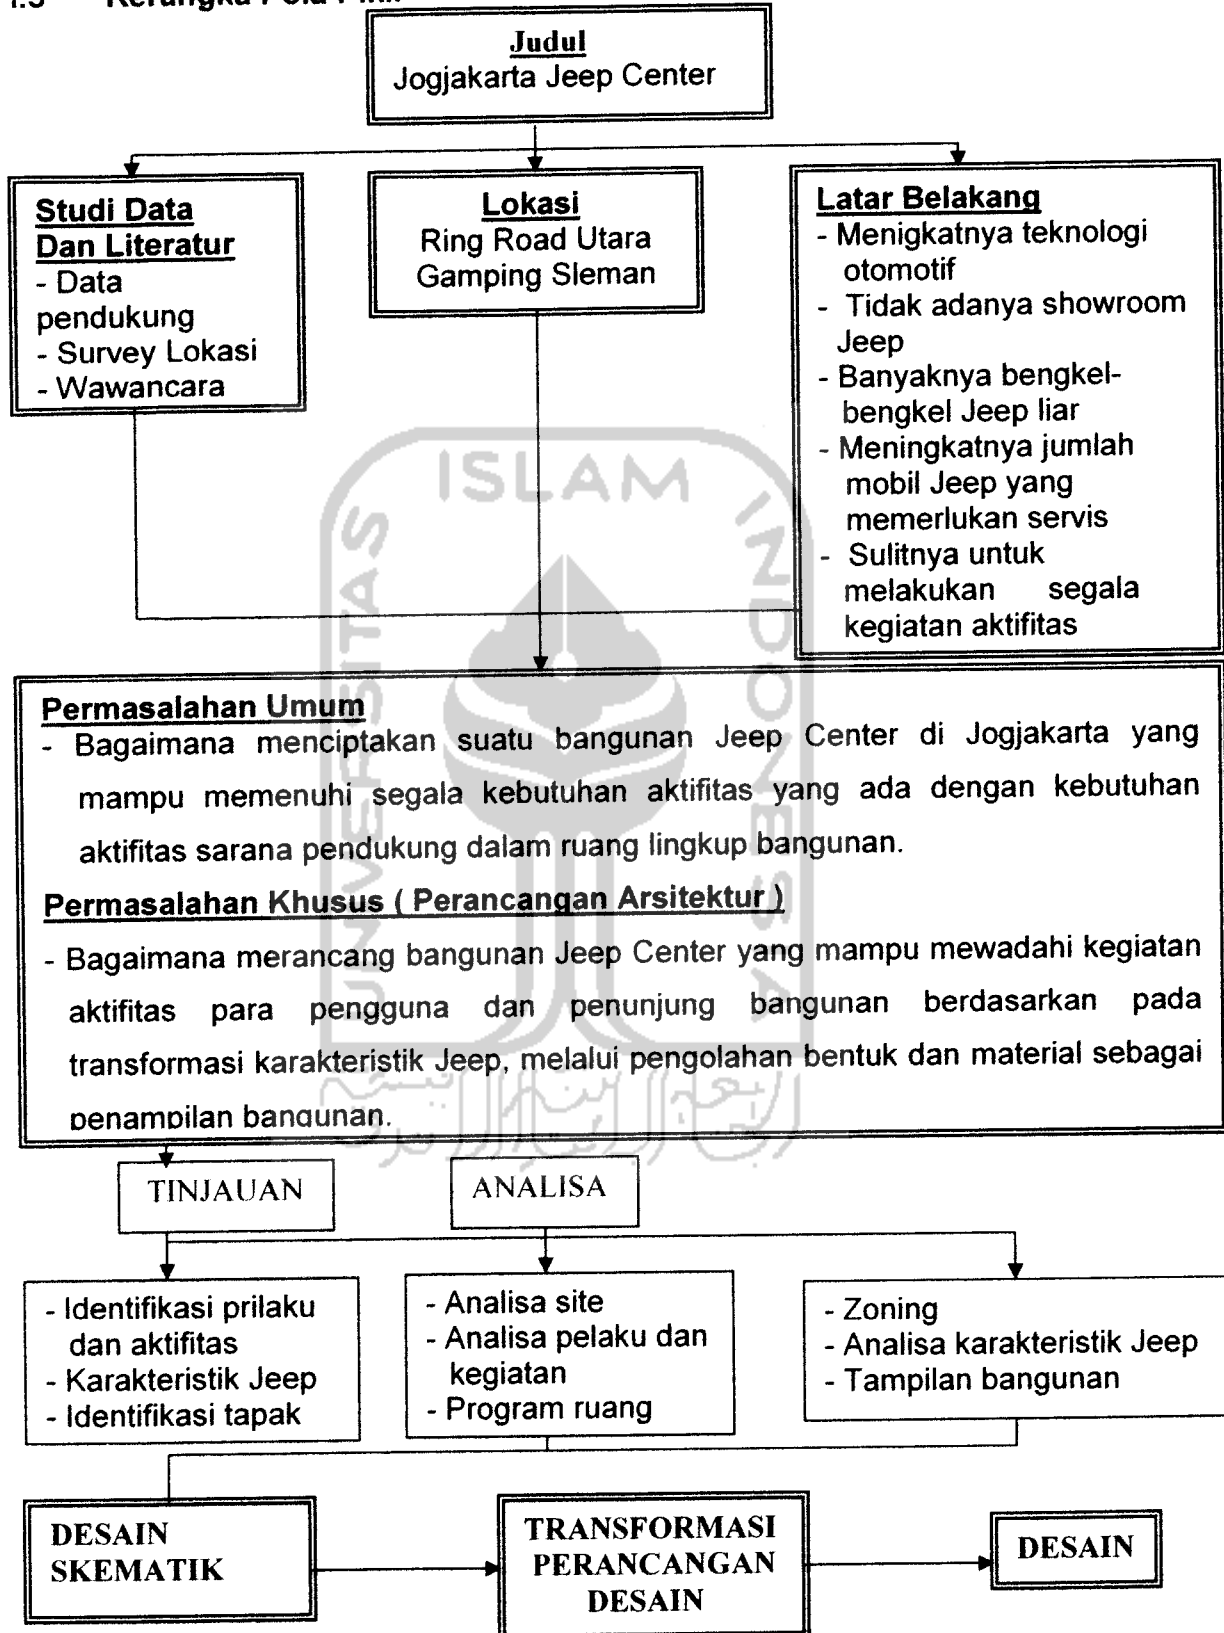 Judul
Jogjakarta Jeep Center
Studi Data
Dan Literatur
- Data
pendukung
- Survey Lokasi
- Wawancara
Lokasi
Ring Road Utara
Gamping Sleman
Latar Belakang
- Menigkatnya teknologi
otomotif
- Tidak adanya showroom
Jeep
- Banyaknya bengkel-
bengkel Jeep liar
- Meningkatnya jumlah
mobil Jeep yang
memerlukan servis
- Sulitnya untuk
melakukan segala
kegiatan aktifitas
ISLAM
UNIVERSITAS
INDONESIA
Permasalahan Umum
- Bagaimana menciptakan suatu bangunan Jeep Center di Jogjakarta yang
mampu memenuhi segala kebutuhan aktifitas yang ada dengan kebutuhan
aktifitas sarana pendukung dalam ruang lingkup bangunan.
Permasalahan Khusus ( Perancangan Arsitektur )
- Bagaimana merancang bangunan Jeep Center yang mampu mewadahi kegiatan
aktifitas para pengguna dan penunjung bangunan berdasarkan pada
transformasi karakteristik Jeep, melalui pengolahan bentuk dan material sebagai
penampilan bangunan.
TINJAUAN
ANALISA
- Identifikasi prilaku
dan aktifitas
- Karakteristik Jeep
- Identifikasi tapak
- Analisa site
- Analisa pelaku dan
kegiatan
- Program ruang
- Zoning
- Analisa karakteristik Jeep
- Tampilan bangunan
DESAIN
SKEMATIK
TRANSFORMASI
PERANCANGAN
DESAIN
DESAIN